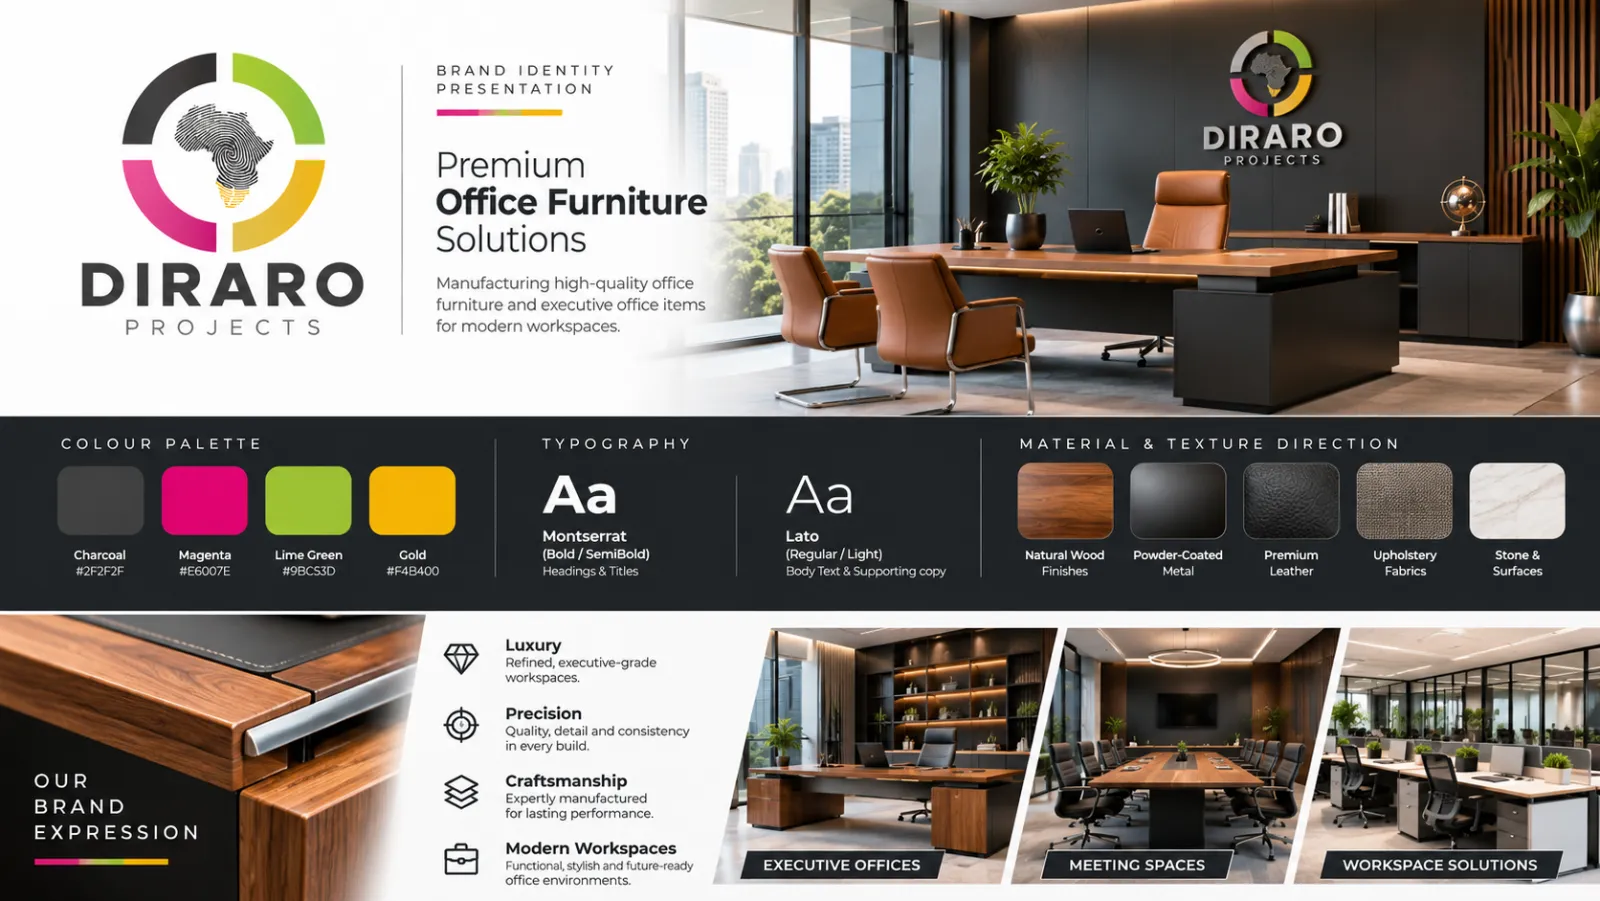 DIRARO
PROJECTS
BRAND IDENTITY
PRESENTATION
Premium
Office Furniture
Solutions
Manufacturing high-quality office
furniture and executive office items
for modern workspaces.
DIRARO
PROJECTS
COLOUR PALETTE
Charcoal
#2F2F2F
Magenta
#E6007E
Lime Green
#9BC53D
Gold
#F4B400
TYPOGRAPHY
Aa
Montserrat
(Bold / SemiBold)
Headings & Titles
Aa
Lato
(Regular / Light)
Body Text & Supporting copy
MATERIAL & TEXTURE DIRECTION
Natural Wood
Finishes
Powder-Coated
Metal
Premium
Leather
Upholstery
Fabrics
Stone &
Surfaces
OUR
BRAND
EXPRESSION
Luxury
Refined, executive-grade
workspaces.
Precision
Quality, detail and consistency
in every build.
Craftsmanship
Expertly manufactured
for lasting performance.
Modern Workspaces
Functional, stylish and future-ready
office environments.
EXECUTIVE OFFICES
MEETING SPACES
WORKSPACE SOLUTIONS